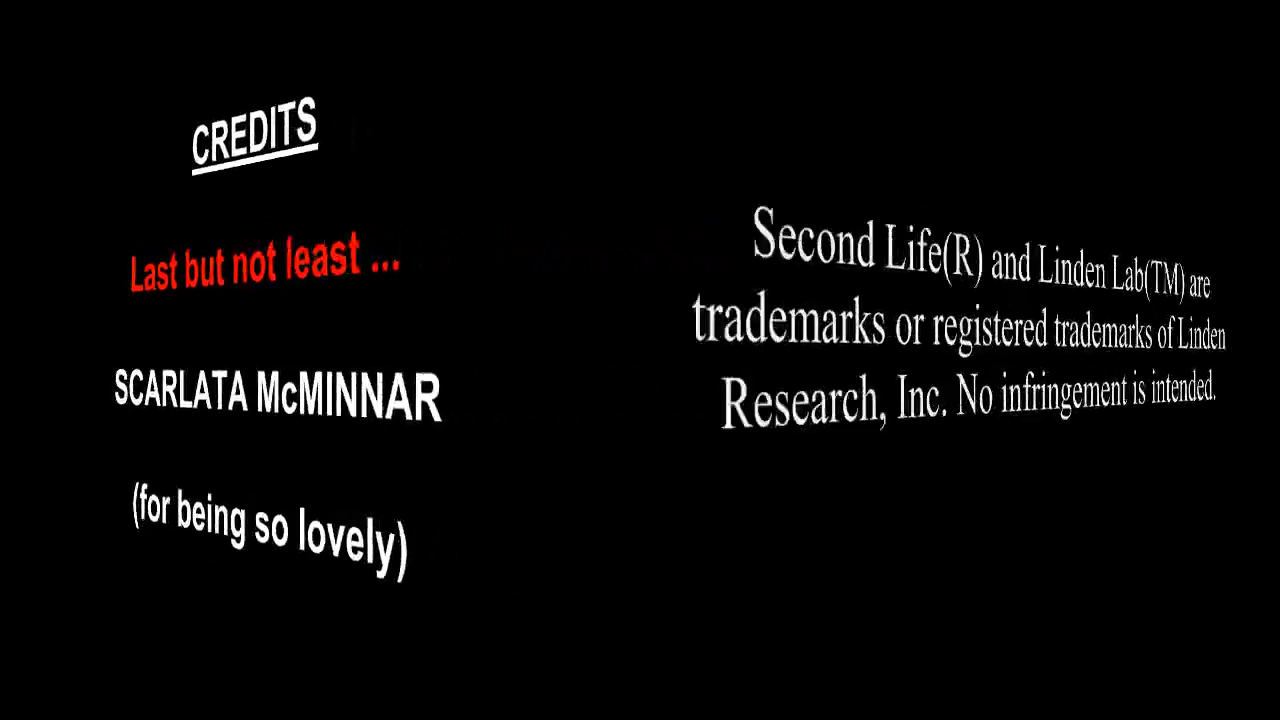 CREDITS
Last but not least ...
SCARLATA McMINNAR
(for being so lovely)
Second Life(R) and Linden Lab(TM) are
trademarks or registered trademarks of Linden
Research, Inc. No infringement is intended.